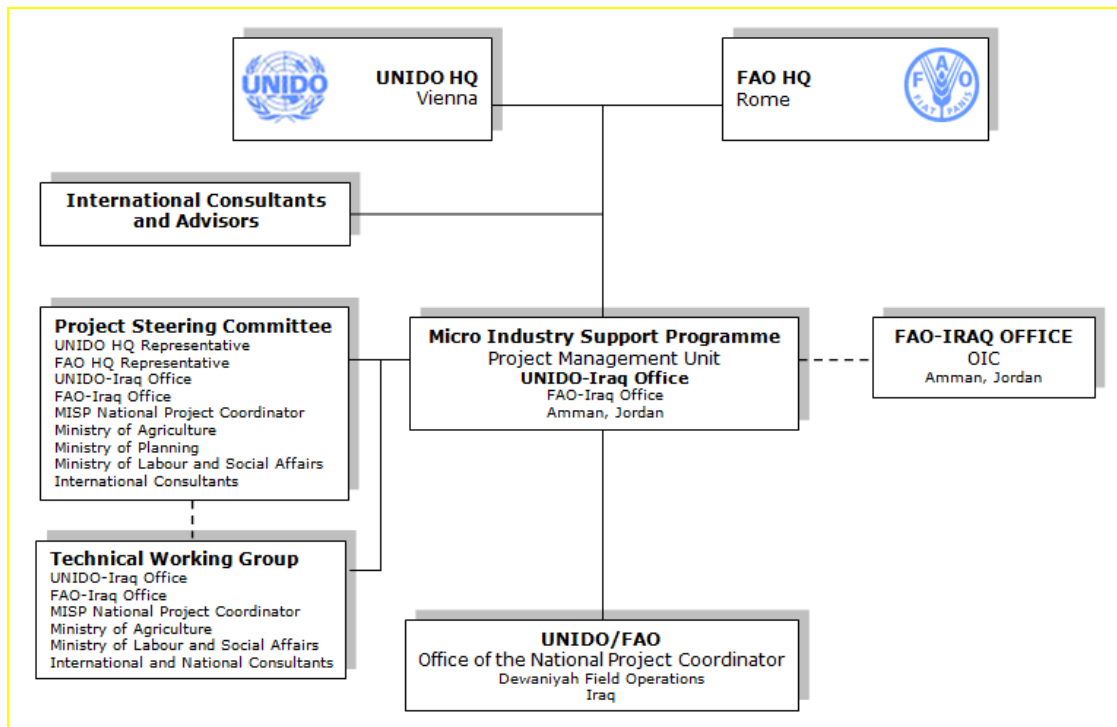 UNIDO
UNIDO HQ
Vienna
FAO HQ
Rome
F A O
FIAT PANIS
International Consultants
and Advisors
Project Steering Committee
UNIDO HQ Representative
FAO HQ Representative
UNIDO-Iraq Office
FAO-Iraq Office
MISP National Project Coordinator
Ministry of Agriculture
Ministry of Planning
Ministry of Labour and Social Affairs
International Consultants
Micro Industry Support Programme
Project Management Unit
UNIDO-Iraq Office
FAO-Iraq Office
Amman, Jordan
FAO-IRAQ OFFICE
OIC
Amman, Jordan
Technical Working Group
UNIDO-Iraq Office
FAO-Iraq Office
MISP National Project Coordinator
Ministry of Agriculture
Ministry of Labour and Social Affairs
International and National Consultants
UNIDO/FAO
Office of the National Project Coordinator
Dewaniyah Field Operations
Iraq